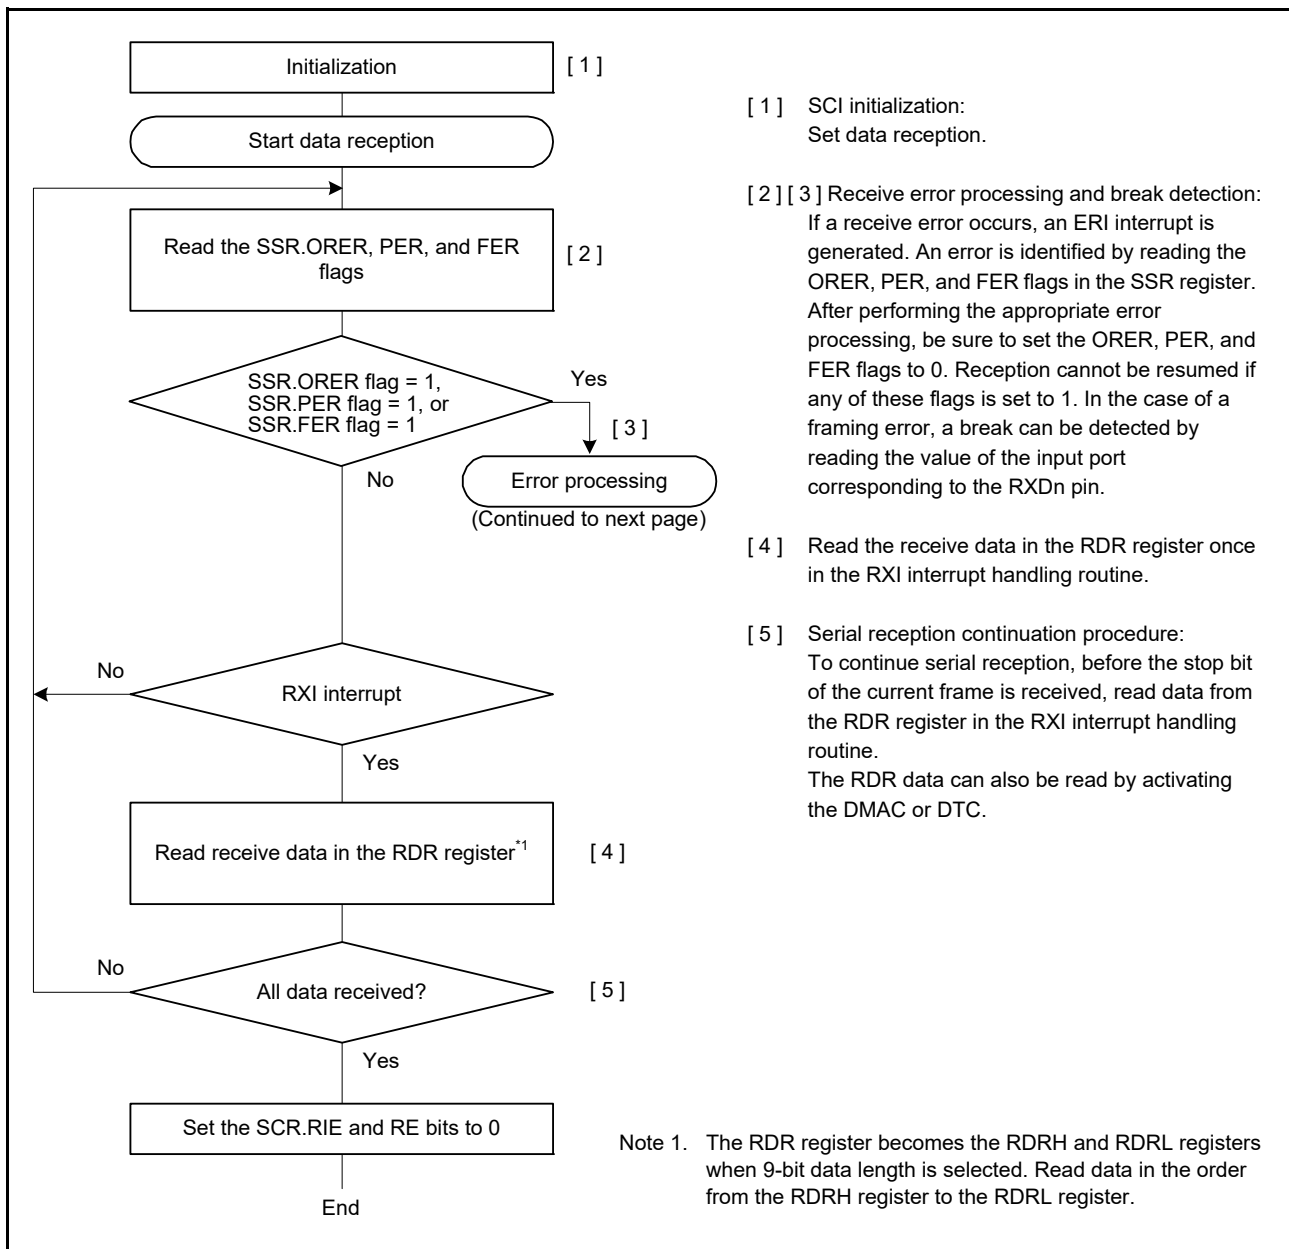 Initialization
[ 1 ]
Start data reception
Read the SSR.ORER, PER, and FER
flags
[ 2 ]
SSR.ORER flag = 1,
SSR.PER flag = 1, or
SSR.FER flag = 1
Yes
[ 3 ]
No
Error processing
(Continued to next page)
No
RXI interrupt
Yes
Read receive data in the RDR register*1
[ 4 ]
No
All data received?
[ 5 ]
Yes
Set the SCR.RIE and RE bits to 0
End
[ 1 ] SCI initialization:
Set data reception.
[ 2 ] [ 3 ] Receive error processing and break detection:
If a receive error occurs, an ERI interrupt is
generated. An error is identified by reading the
ORER, PER, and FER flags in the SSR register.
After performing the appropriate error
processing, be sure to set the ORER, PER, and
FER flags to 0. Reception cannot be resumed if
any of these flags is set to 1. In the case of a
framing error, a break can be detected by
reading the value of the input port
corresponding to the RXDn pin.
[ 4 ] Read the receive data in the RDR register once
in the RXI interrupt handling routine.
[ 5 ] Serial reception continuation procedure:
To continue serial reception, before the stop bit
of the current frame is received, read data from
the RDR register in the RXI interrupt handling
routine.
The RDR data can also be read by activating
the DMAC or DTC.
Note 1. The RDR register becomes the RDRH and RDRL registers
when 9-bit data length is selected. Read data in the order
from the RDRH register to the RDRL register.